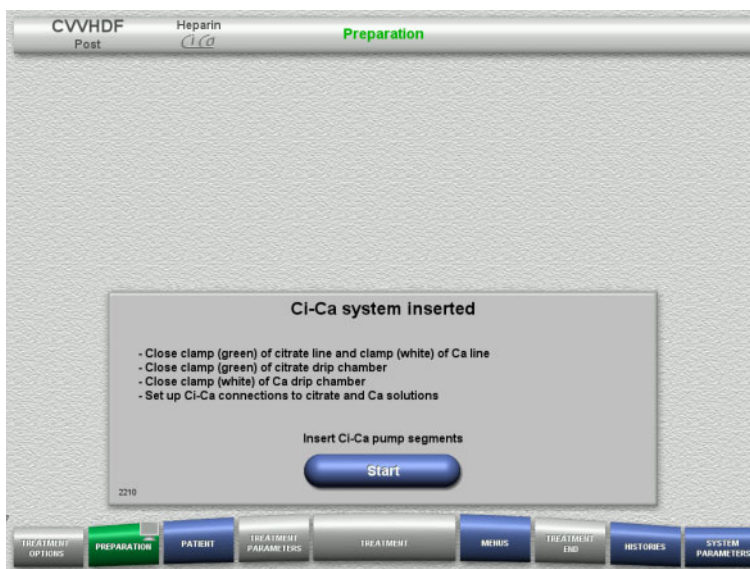 CVVHDF
Post
Heparin
Ci Ca
Preparation
Ci-Ca system inserted
- Close clamp (green) of citrate line and clamp (white) of Ca line
- Close clamp (green) of citrate drip chamber
- Close clamp (white) of Ca drip chamber
- Set up Ci-Ca connections to citrate and Ca solutions
Insert Ci-Ca pump segments
Start
2210
TREATMENT
OPTIONS
PREPARATION
PATIENT
TREATMENT
PARAMETERS
TREATMENT
MENUS
TREATMENT
END
HISTORIES
SYSTEM
PARAMETERS